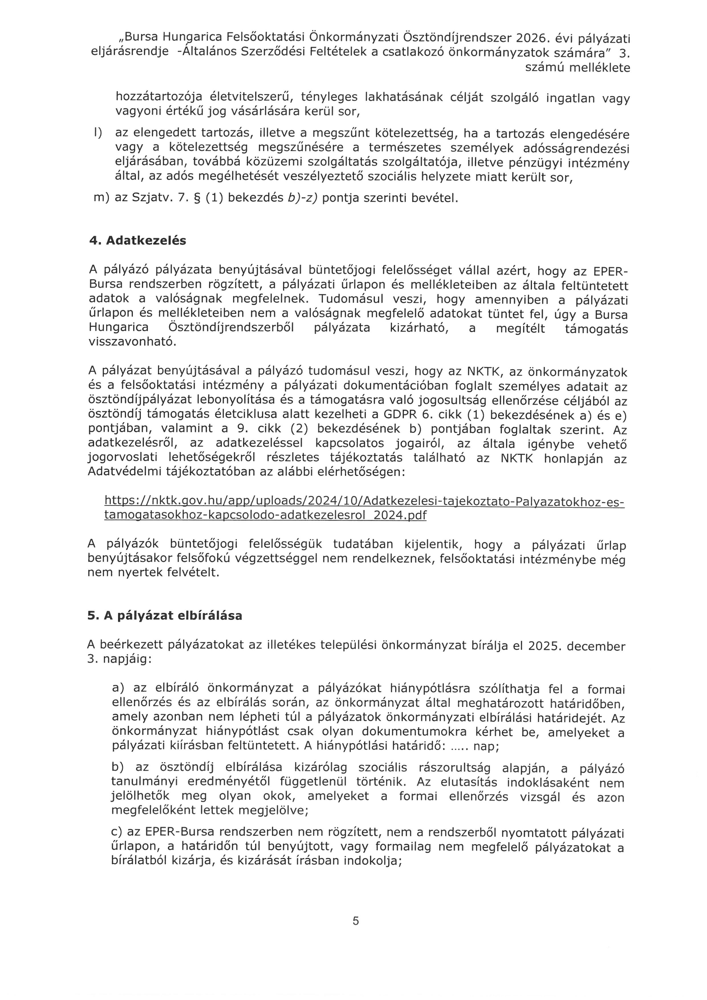 „Bursa Hungarica Felsőoktatási Önkormányzati Ösztöndíjrendszer 2026. évi pályázati
eljárásrendje -Általános Szerződési Feltételek a csatlakozó önkormányzatok számára” 3.
számú melléklete
hozzátartozója életvitelszerű, tényleges lakhatásának célját szolgáló ingatlan vagy
vagyoni értékű jog vásárlására kerül sor,
l) az elengedett tartozás, illetve a megszűnt kötelezettség, ha a tartozás elengedésére
vagy a kötelezettség megszűnésére a természetes személyek adósságrendezési
eljárásában, továbbá közüzemi szolgáltatás szolgáltatója, illetve pénzügyi intézmény
által, az adós megélhetését veszélyeztető szociális helyzete miatt került sor,
m) az Szjatv. 7. § (1) bekezdés b)-z) pontja szerinti bevétel.
4. Adatkezelés
A pályázó pályázata benyújtásával büntetőjogi felelősséget vállal azért, hogy az EPER-
Bursa rendszerben rögzített, a pályázati űrlapon és mellékleteiben az általa feltüntetett
adatok a valóságnak megfelelnek. Tudomásul veszi, hogy amennyiben a pályázati
űrlapon és mellékleteiben nem a valóságnak megfelelő adatokat tüntet fel, úgy a Bursa
Hungarica Ösztöndíjrendszerből pályázata kizárható, a megítélt támogatás
visszavonható.
A pályázat benyújtásával a pályázó tudomásul veszi, hogy az NKTK, az önkormányzatok
és a felsőoktatási intézmény a pályázati dokumentációban foglalt személyes adatait az
ösztöndíjpályázat lebonyolítása és a támogatásra való jogosultság ellenőrzése céljából az
ösztöndíj támogatás életciklusa alatt kezelheti a GDPR 6. cikk (1) bekezdésének a) és e)
pontjában, valamint a 9. cikk (2) bekezdésének b) pontjában foglaltak szerint. Az
adatkezelésről, az adatkezeléssel kapcsolatos jogairól, az általa igénybe vehető
jogorvoslati lehetőségekről részletes tájékoztatás található az NKTK honlapján az
Adatvédelmi tájékoztatóban az alábbi elérhetőségen:
https://nktk.gov.hu/app/uploads/2024/10/Adatkezelesi-tajekoztato-Palyazatokhoz-es-
tamogatasokhoz-kapcsolodo-adatkezelesrol_2024.pdf
A pályázók büntetőjogi felelősségük tudatában kijelentik, hogy a pályázati űrlap
benyújtásakor felsőfokú végzettséggel nem rendelkeznek, felsőoktatási intézménybe még
nem nyertek felvételt.
5. A pályázat elbírálása
A beérkezett pályázatokat az illetékes települési önkormányzat bírálja el 2025. december
3. napjáig:
a) az elbíráló önkormányzat a pályázókat hiánypótlásra szólíthatja fel a formai
ellenőrzés és az elbírálás során, az önkormányzat által meghatározott határidőben,
amely azonban nem lépheti túl a pályázatok önkormányzati elbírálási határidejét. Az
önkormányzat hiánypótlást csak olyan dokumentumokra kérhet be, amelyeket a
pályázati kiírásban feltüntetett. A hiánypótlási határidő: ..... nap;
b) az ösztöndíj elbírálása kizárólag szociális rászorultság alapján, a pályázó
tanulmányi eredményétől függetlenül történik. Az elutasítás indoklásaként nem
jelölhetők meg olyan okok, amelyeket a formai ellenőrzés vizsgál és azon
megfelelőként lettek megjelölve;
c) az EPER-Bursa rendszerben nem rögzített, nem a rendszerből nyomtatott pályázati
űrlapon, a határidőn túl benyújtott, vagy formailag nem megfelelő pályázatokat a
bírálatból kizárja, és kizárását írásban indokolja;
5